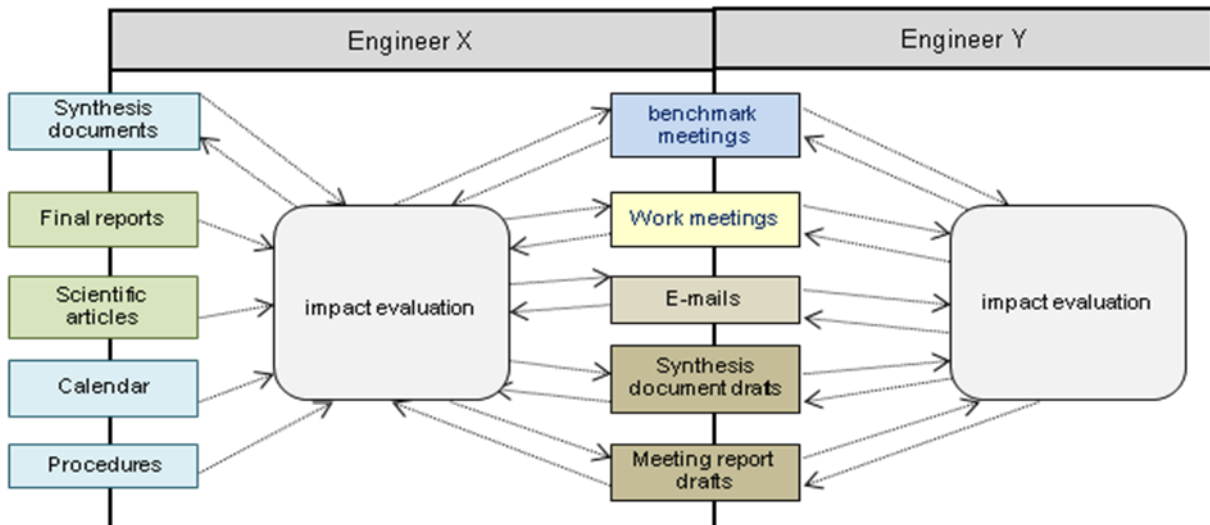 Engineer X
Engineer Y
Synthesis
documents
benchmark
meetings
Final reports
Work meetings
Scientific
articles
impact evaluation
E-mails
impact evaluation
Calendar
Synthesis
document drafts
Procedures
Meeting report
drafts